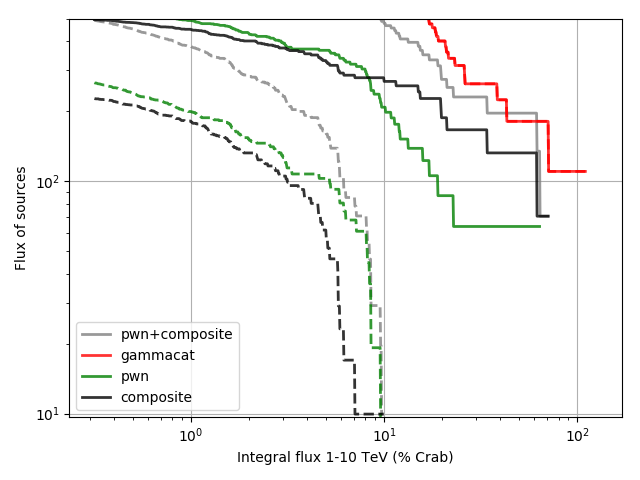 Flux of sources
10²
10¹
pwn+composite
gammacat
pwn
composite
10⁰ 10¹ 10²
Integral flux 1-10 TeV (% Crab)